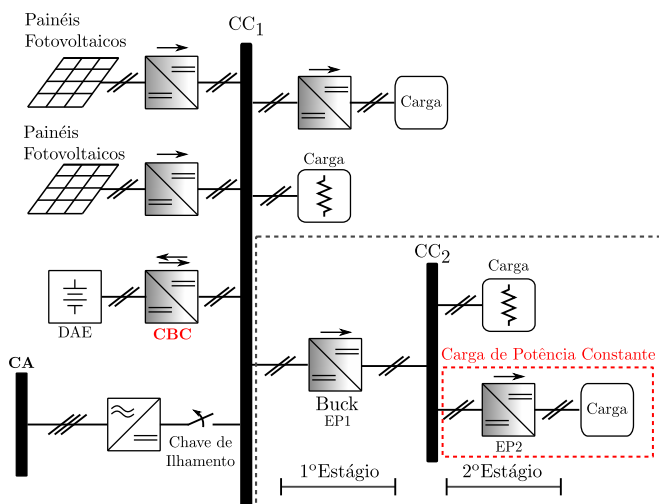 Painéis
Fotovoltaicos
CC1
Carga
Painéis
Fotovoltaicos
Carga
CC2
Carga
DAE
CBC
CA
Carga de Potência Constante
Buck
EP1
Carga
EP2
Chave de
Ilhamento
1ºEstágio
2ºEstágio